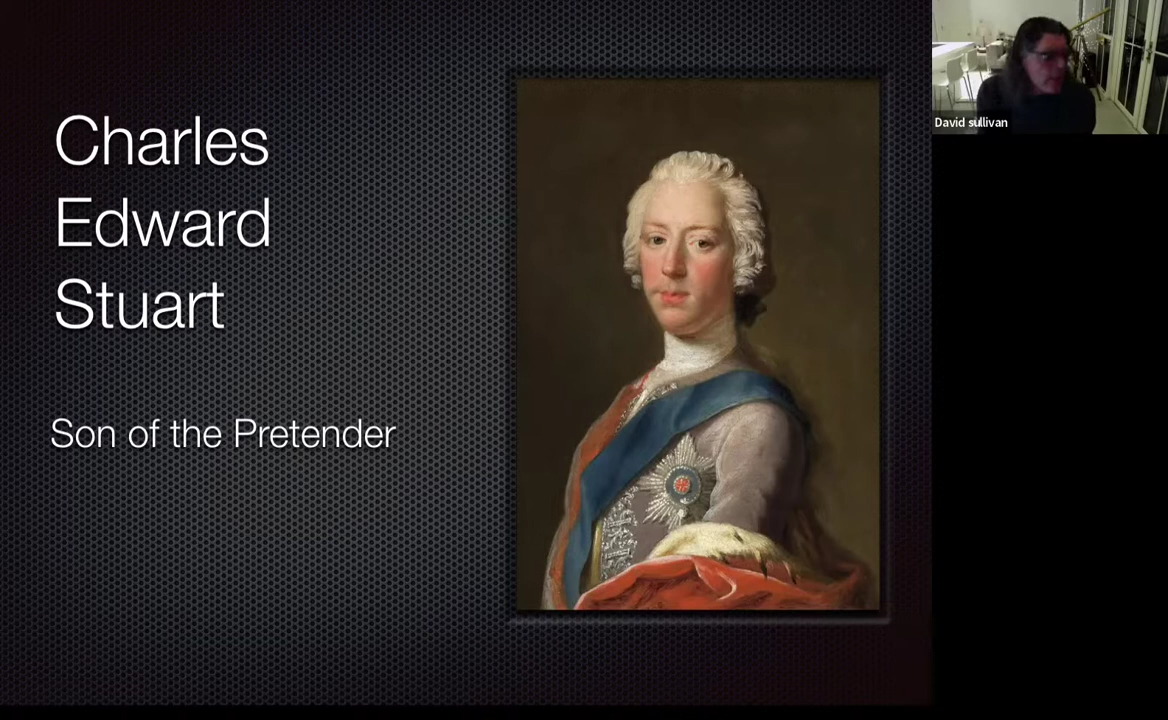 Charles
Edward
Stuart
Son of the Pretender
David sullivan